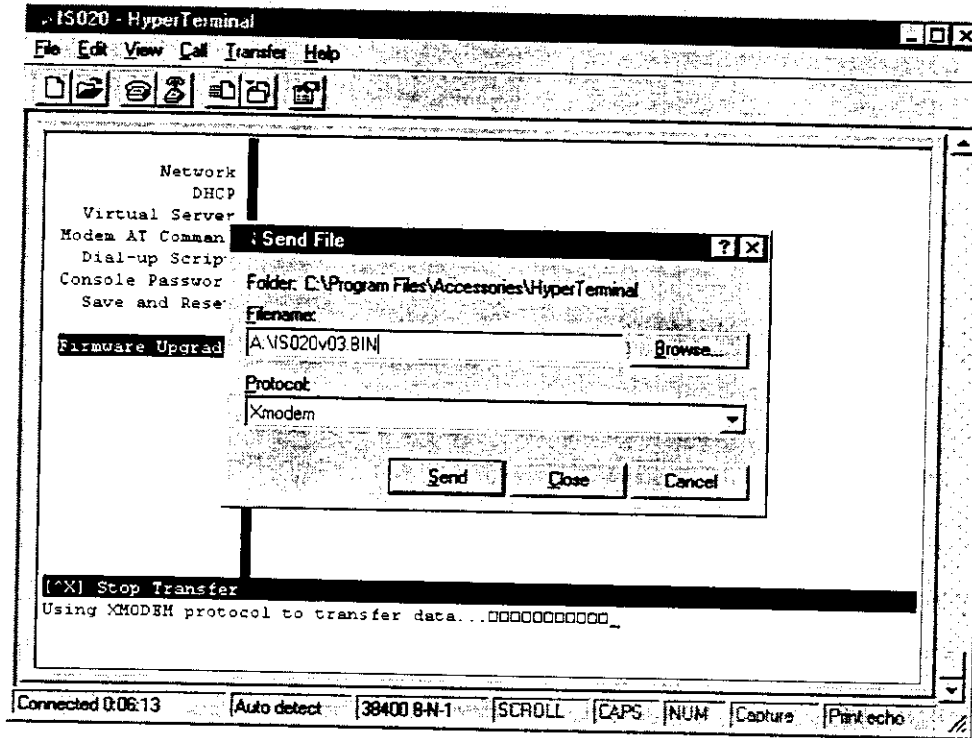 IS020 - HyperTerminal
File Edit View Call Transfer Help
Network
DHCP
Virtual Server
Modem AT Comman
Dial-up Scrip
Console Passwor
Save and Rese
Firmware Upgrad
Send File
Folder: C:\Program Files\Accessories\HyperTerminal
Filename:
A:\IS020v03.BIN
Browse...
Protocol:
Xmodem
Send Close Cancel
[^X] Stop Transfer
Using XMODEM protocol to transfer data...□□□□□□□□□□□_
Connected 0:06:13 Auto detect 38400 8-N-1 SCROLL CAPS NUM Capture Print echo